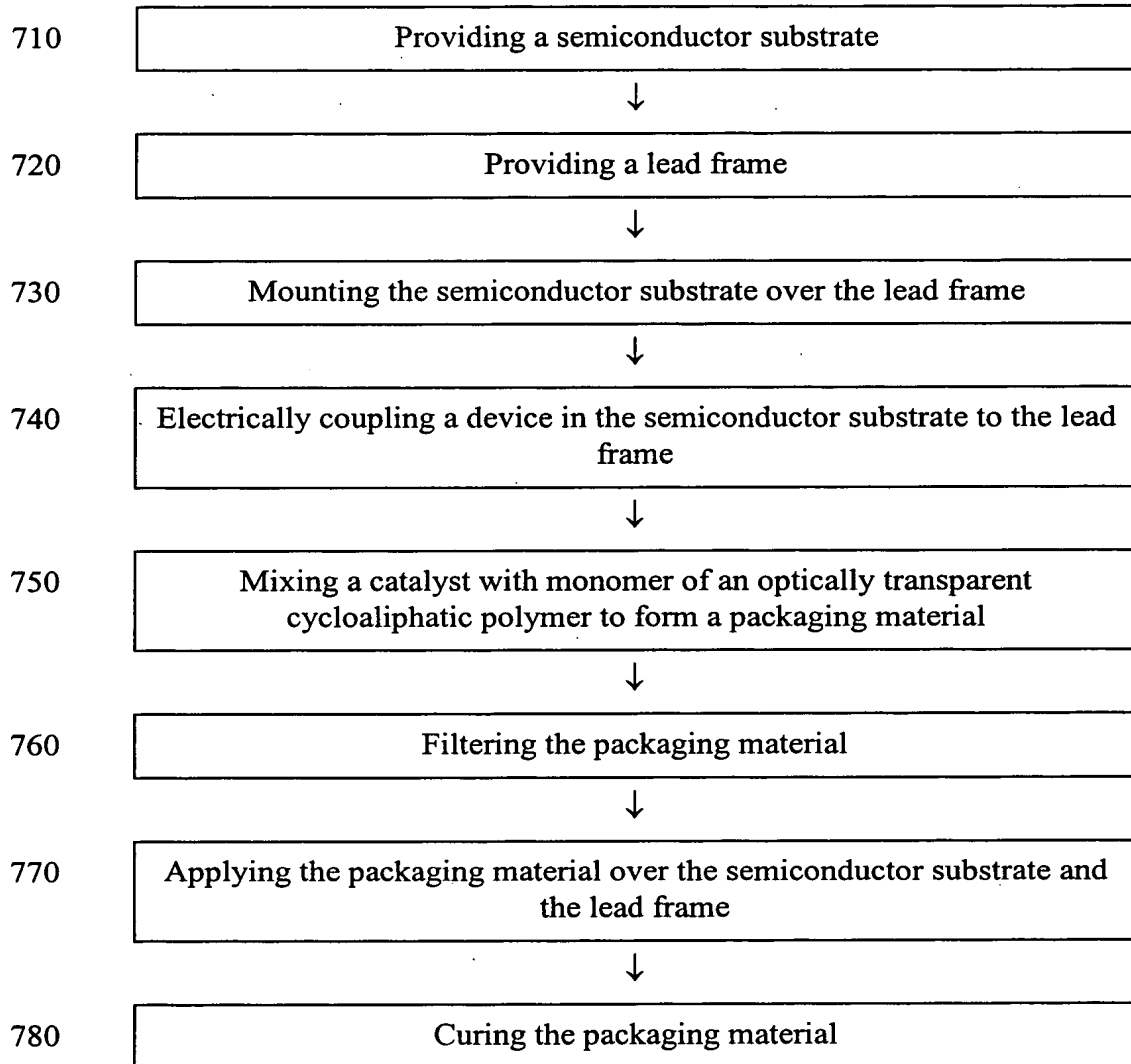 710 Providing a semiconductor substrate
↓
720 Providing a lead frame
↓
730 Mounting the semiconductor substrate over the lead frame
↓
740 Electrically coupling a device in the semiconductor substrate to the lead
frame
↓
750 Mixing a catalyst with monomer of an optically transparent
cycloaliphatic polymer to form a packaging material
↓
760 Filtering the packaging material
↓
770 Applying the packaging material over the semiconductor substrate and
the lead frame
↓
780 Curing the packaging material